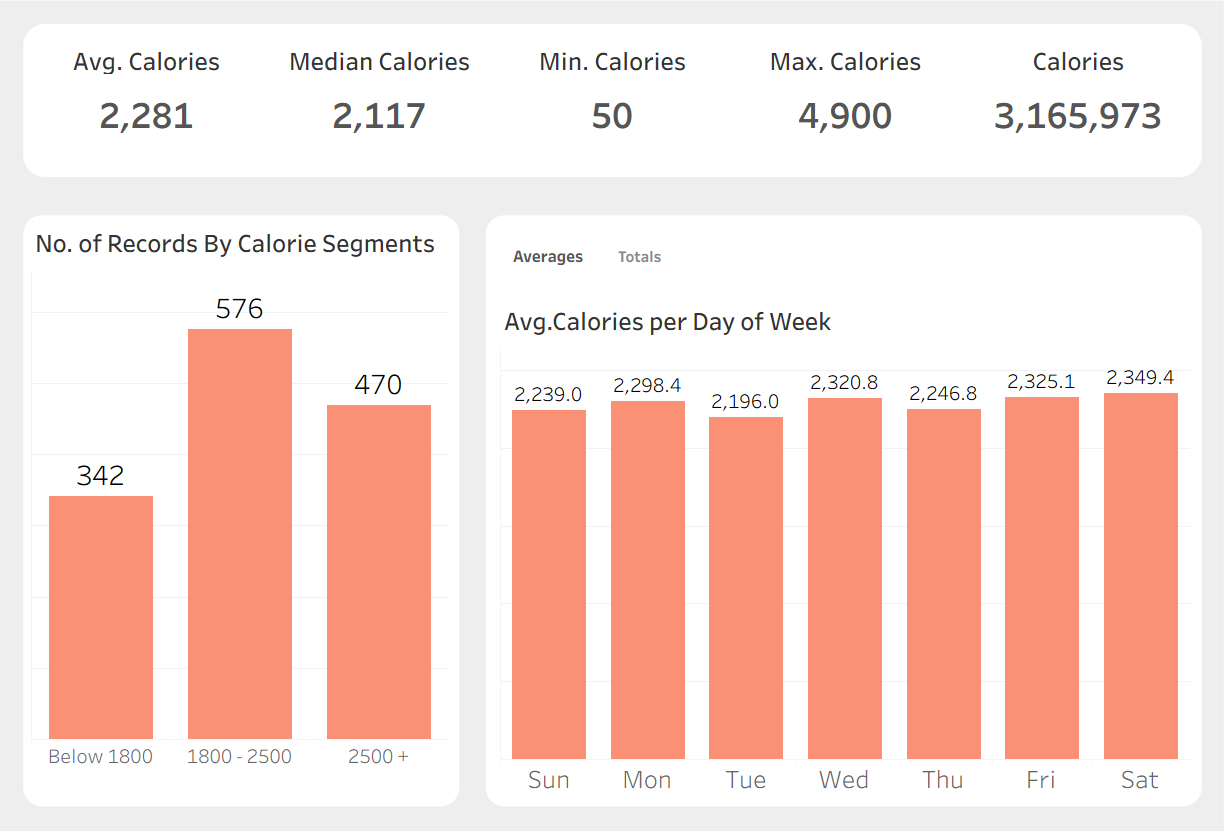 Avg. Calories Median Calories Min. Calories Max. Calories Calories
2,281 2,117 50 4,900 3,165,973
No. of Records By Calorie Segments
576
470
342
Below 1800 1800 - 2500 2500 +
Averages Totals
Avg.Calories per Day of Week
2,239.0 2,298.4 2,196.0 2,320.8 2,246.8 2,325.1 2,349.4
Sun Mon Tue Wed Thu Fri Sat